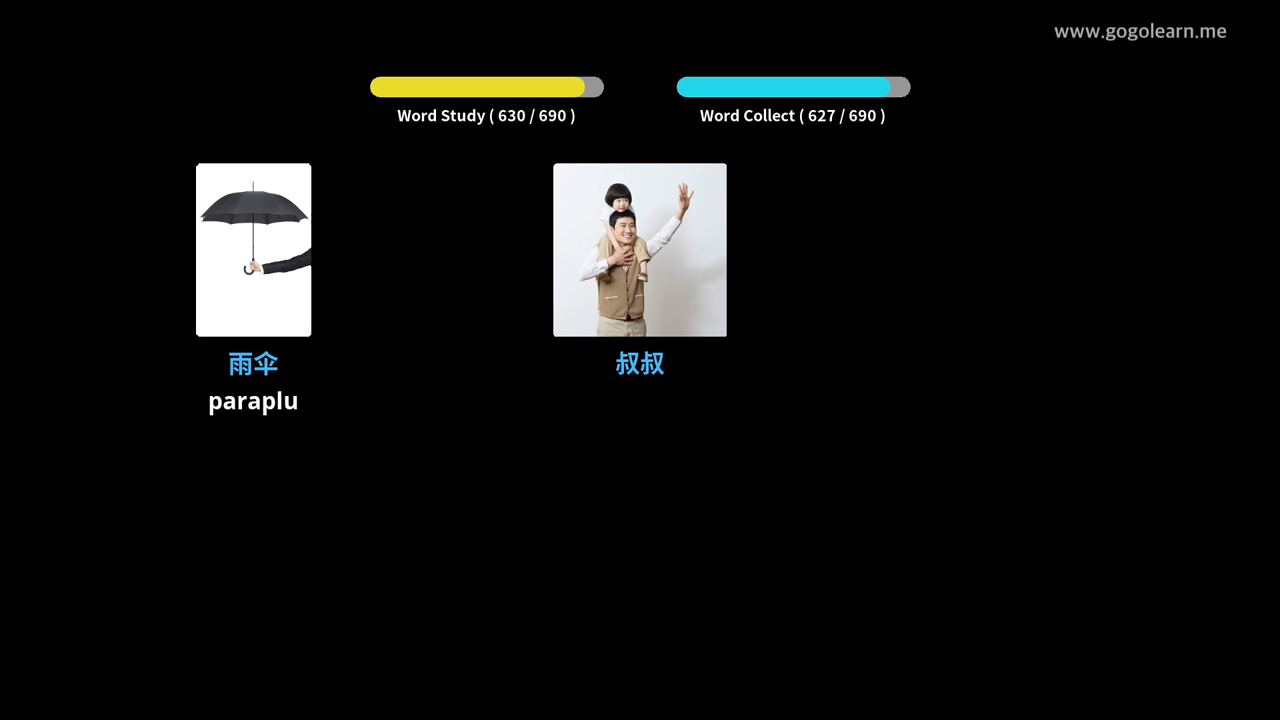 www.gogolearn.me
Word Study ( 630 / 690 )
Word Collect ( 627 / 690 )
雨伞
paraplu
叔叔